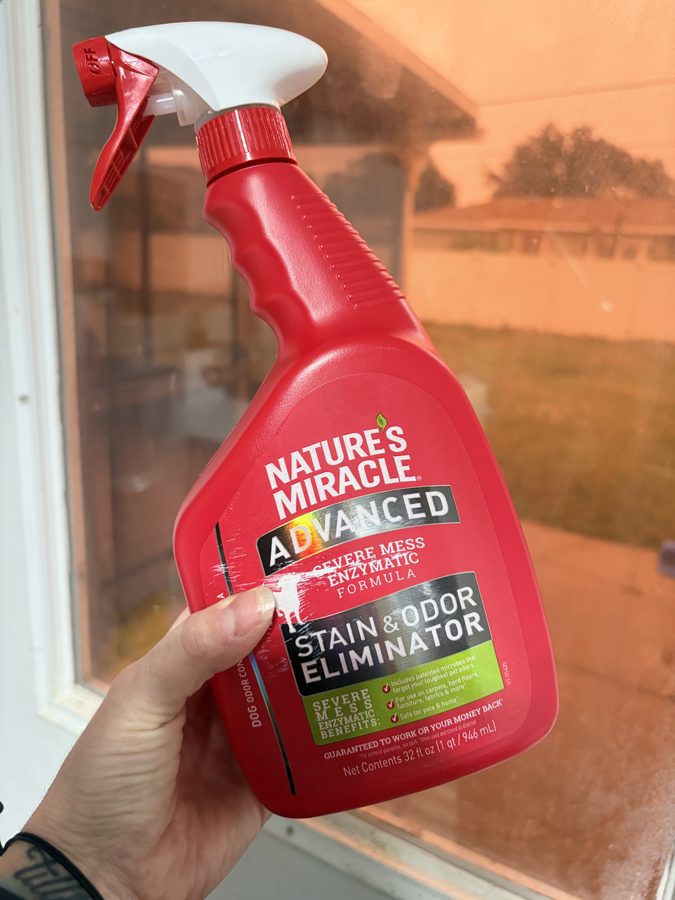 OFF
NATURE'S
MIRACLE®
ADVANCED
SEVERE MESS
ENZYMATIC
FORMULA
STAIN & ODOR
ELIMINATOR
SEVERE
MESS
ENZYMATIC
BENEFITS:
Includes patented microbes that
target your toughest pet odors
For use on carpets, hard floors,
furniture, fabrics & more*
Safe for pets & home*
GUARANTEED TO WORK OR YOUR MONEY BACK
Net Contents 32 fl oz (1 qt / 946 mL)
DOG ODOR CON